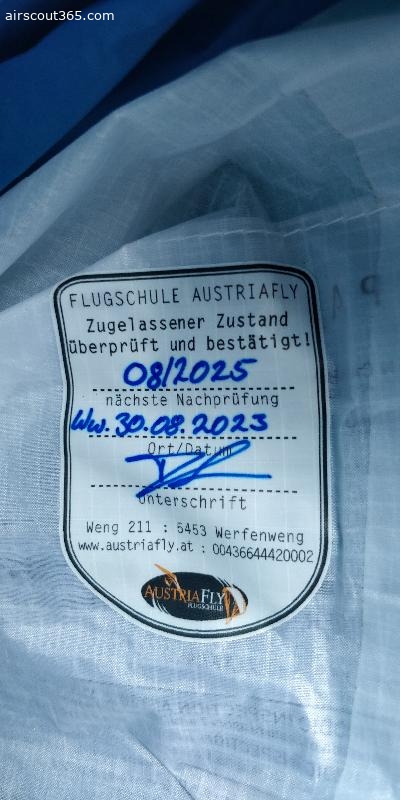 airscout365.com
FLUGSCHULE AUSTRIAFLY
Zugelassener Zustand
überprüft und bestätigt!
08/2025
nächste Nachprüfung
Ww. 30.08.2023
Ort/Datum
Unterschrift
Weng 211 : 5453 Werfenweng
www.austriafly.at : 00436644420002
AUSTRIAFLY
FLUGSCHULE